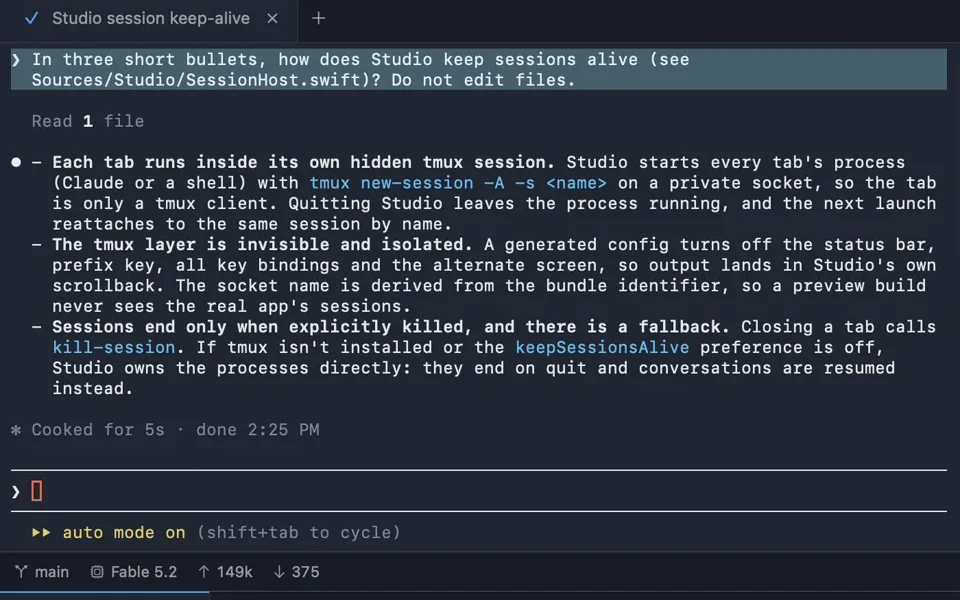 ✓ Studio session keep-alive × +
❯ In three short bullets, how does Studio keep sessions alive (see
Sources/Studio/SessionHost.swift)? Do not edit files.
Read 1 file
● – Each tab runs inside its own hidden tmux session. Studio starts every tab's process
(Claude or a shell) with tmux new-session -A -s <name> on a private socket, so the tab
is only a tmux client. Quitting Studio leaves the process running, and the next launch
reattaches to the same session by name.
– The tmux layer is invisible and isolated. A generated config turns off the status bar,
prefix key, all key bindings and the alternate screen, so output lands in Studio's own
scrollback. The socket name is derived from the bundle identifier, so a preview build
never sees the real app's sessions.
– Sessions end only when explicitly killed, and there is a fallback. Closing a tab calls
kill-session. If tmux isn't installed or the keepSessionsAlive preference is off,
Studio owns the processes directly: they end on quit and conversations are resumed
instead.
✻ Cooked for 5s · done 2:25 PM
❯
▸▸ auto mode on (shift+tab to cycle)
main Fable 5.2 ↑ 149k ↓ 375